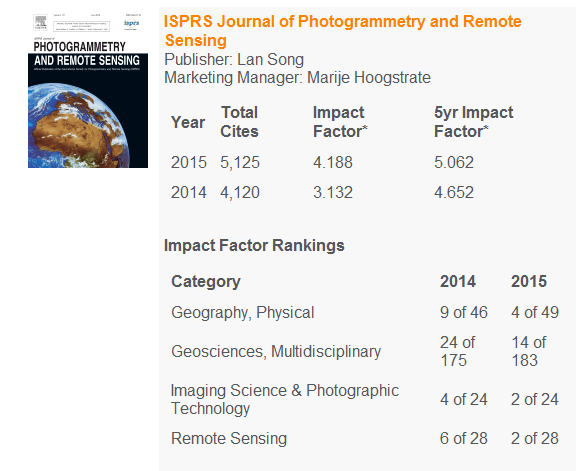 ISPRS
PHOTOGRAMMETRY
AND REMOTE SENSING
isprs
ISPRS Journal of Photogrammetry and Remote
Sensing
Publisher: Lan Song
Marketing Manager: Marije Hoogstrate
Year Total Cites Impact Factor* 5yr Impact Factor*
2015 5,125 4.188 5.062
2014 4,120 3.132 4.652
Impact Factor Rankings
Category 2014 2015
Geography, Physical 9 of 46 4 of 49
Geosciences, Multidisciplinary 24 of 175 14 of 183
Imaging Science & Photographic
Technology 4 of 24 2 of 24
Remote Sensing 6 of 28 2 of 28